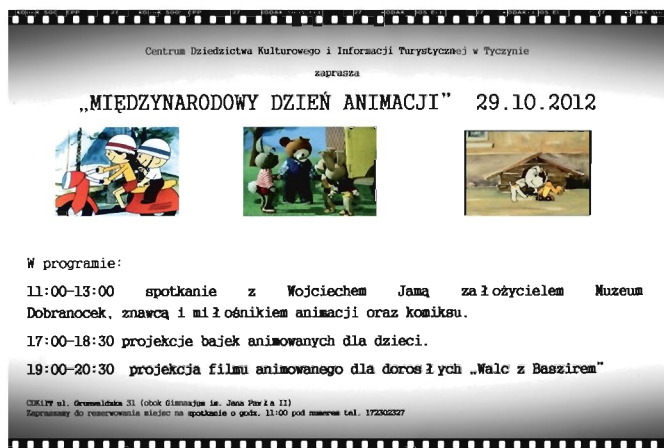 Centrum Dziedzictwa Kulturowego i Informacji Turystycznej w Tyczynie
zaprasza
„MIĘDZYNARODOWY DZIEŃ ANIMACJI” 29.10.2012
W programie:
11:00-13:00 spotkanie z Wojciechem Jamą założycielem Muzeum
Dobranocek, znawcą i miłośnikiem animacji oraz komiksu.
17:00-18:30 projekcje bajek animowanych dla dzieci.
19:00-20:30 projekcja filmu animowanego dla dorosłych „Walc z Baszirem”
CDKiIT ul. Grunwaldzka 31 (obok Gimnazjum im. Jana Pawła II)
Zapraszamy do rezerwowania miejsc na spotkanie o godz. 11:00 pod numerem tel. 172302327